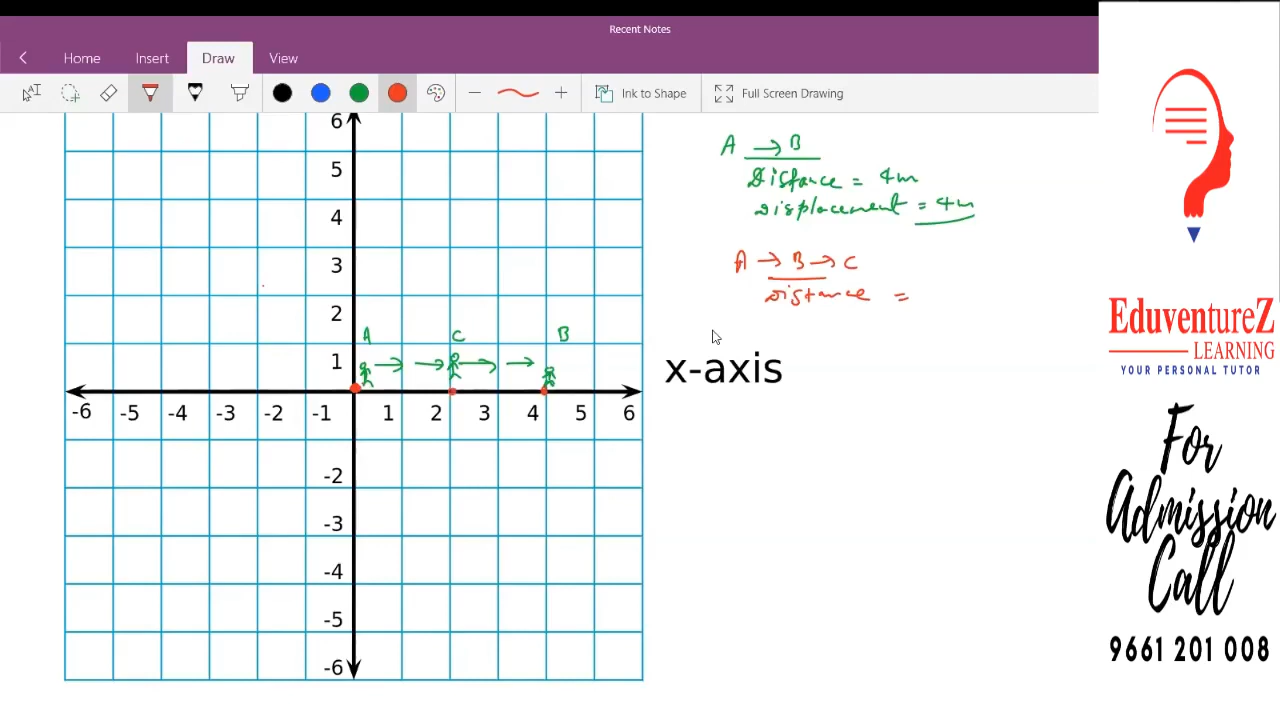 Recent Notes
Home Insert Draw View
Ink to Shape Full Screen Drawing
6
5
4
3
2
1
A C B
-6 -5 -4 -3 -2 -1 1 2 3 4 5 6
-2
-3
-4
-5
-6
x-axis
A → B
Distance = 4m
Displacement = 4m
A → B → C
Distance =
EduventureZ
LEARNING
YOUR PERSONAL TUTOR
For
Admission
Call
9661 201 008